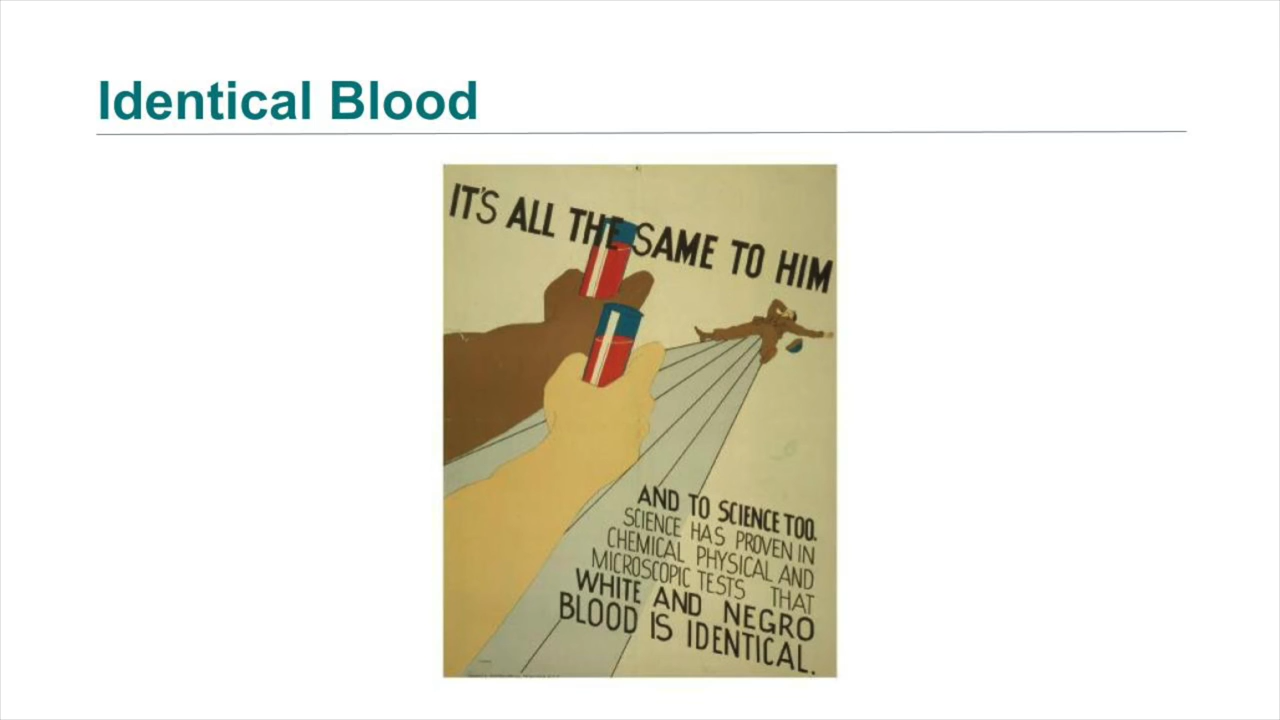 Identical Blood
IT'S ALL THE SAME TO HIM
AND TO SCIENCE TOO.
SCIENCE HAS PROVEN IN
CHEMICAL PHYSICAL AND
MICROSCOPIC TESTS THAT
WHITE AND NEGRO
BLOOD IS IDENTICAL.